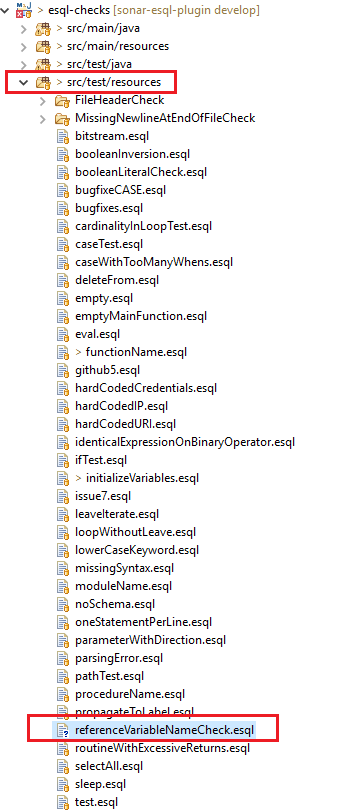 > esql-checks [sonar-esql-plugin develop]
> src/main/java
> src/main/resources
> src/test/java
> src/test/resources
FileHeaderCheck
MissingNewlineAtEndOfFileCheck
bitstream.esql
booleanInversion.esql
booleanLiteralCheck.esql
bugfixeCASE.esql
bugfixes.esql
cardinalityInLoopTest.esql
caseTest.esql
caseWithTooManyWhens.esql
deleteFrom.esql
empty.esql
emptyMainFunction.esql
eval.esql
> functionName.esql
github5.esql
hardCodedCredentials.esql
hardCodedIP.esql
hardCodedURI.esql
identicalExpressionOnBinaryOperator.esql
ifTest.esql
> initializeVariables.esql
issue7.esql
leaveIterate.esql
loopWithoutLeave.esql
lowerCaseKeyword.esql
missingSyntax.esql
moduleName.esql
noSchema.esql
oneStatementPerLine.esql
parameterWithDirection.esql
parsingError.esql
pathTest.esql
procedureName.esql
propagateToLabel.esql
referenceVariableNameCheck.esql
routineWithExcessiveReturns.esql
selectAll.esql
sleep.esql
test.esql